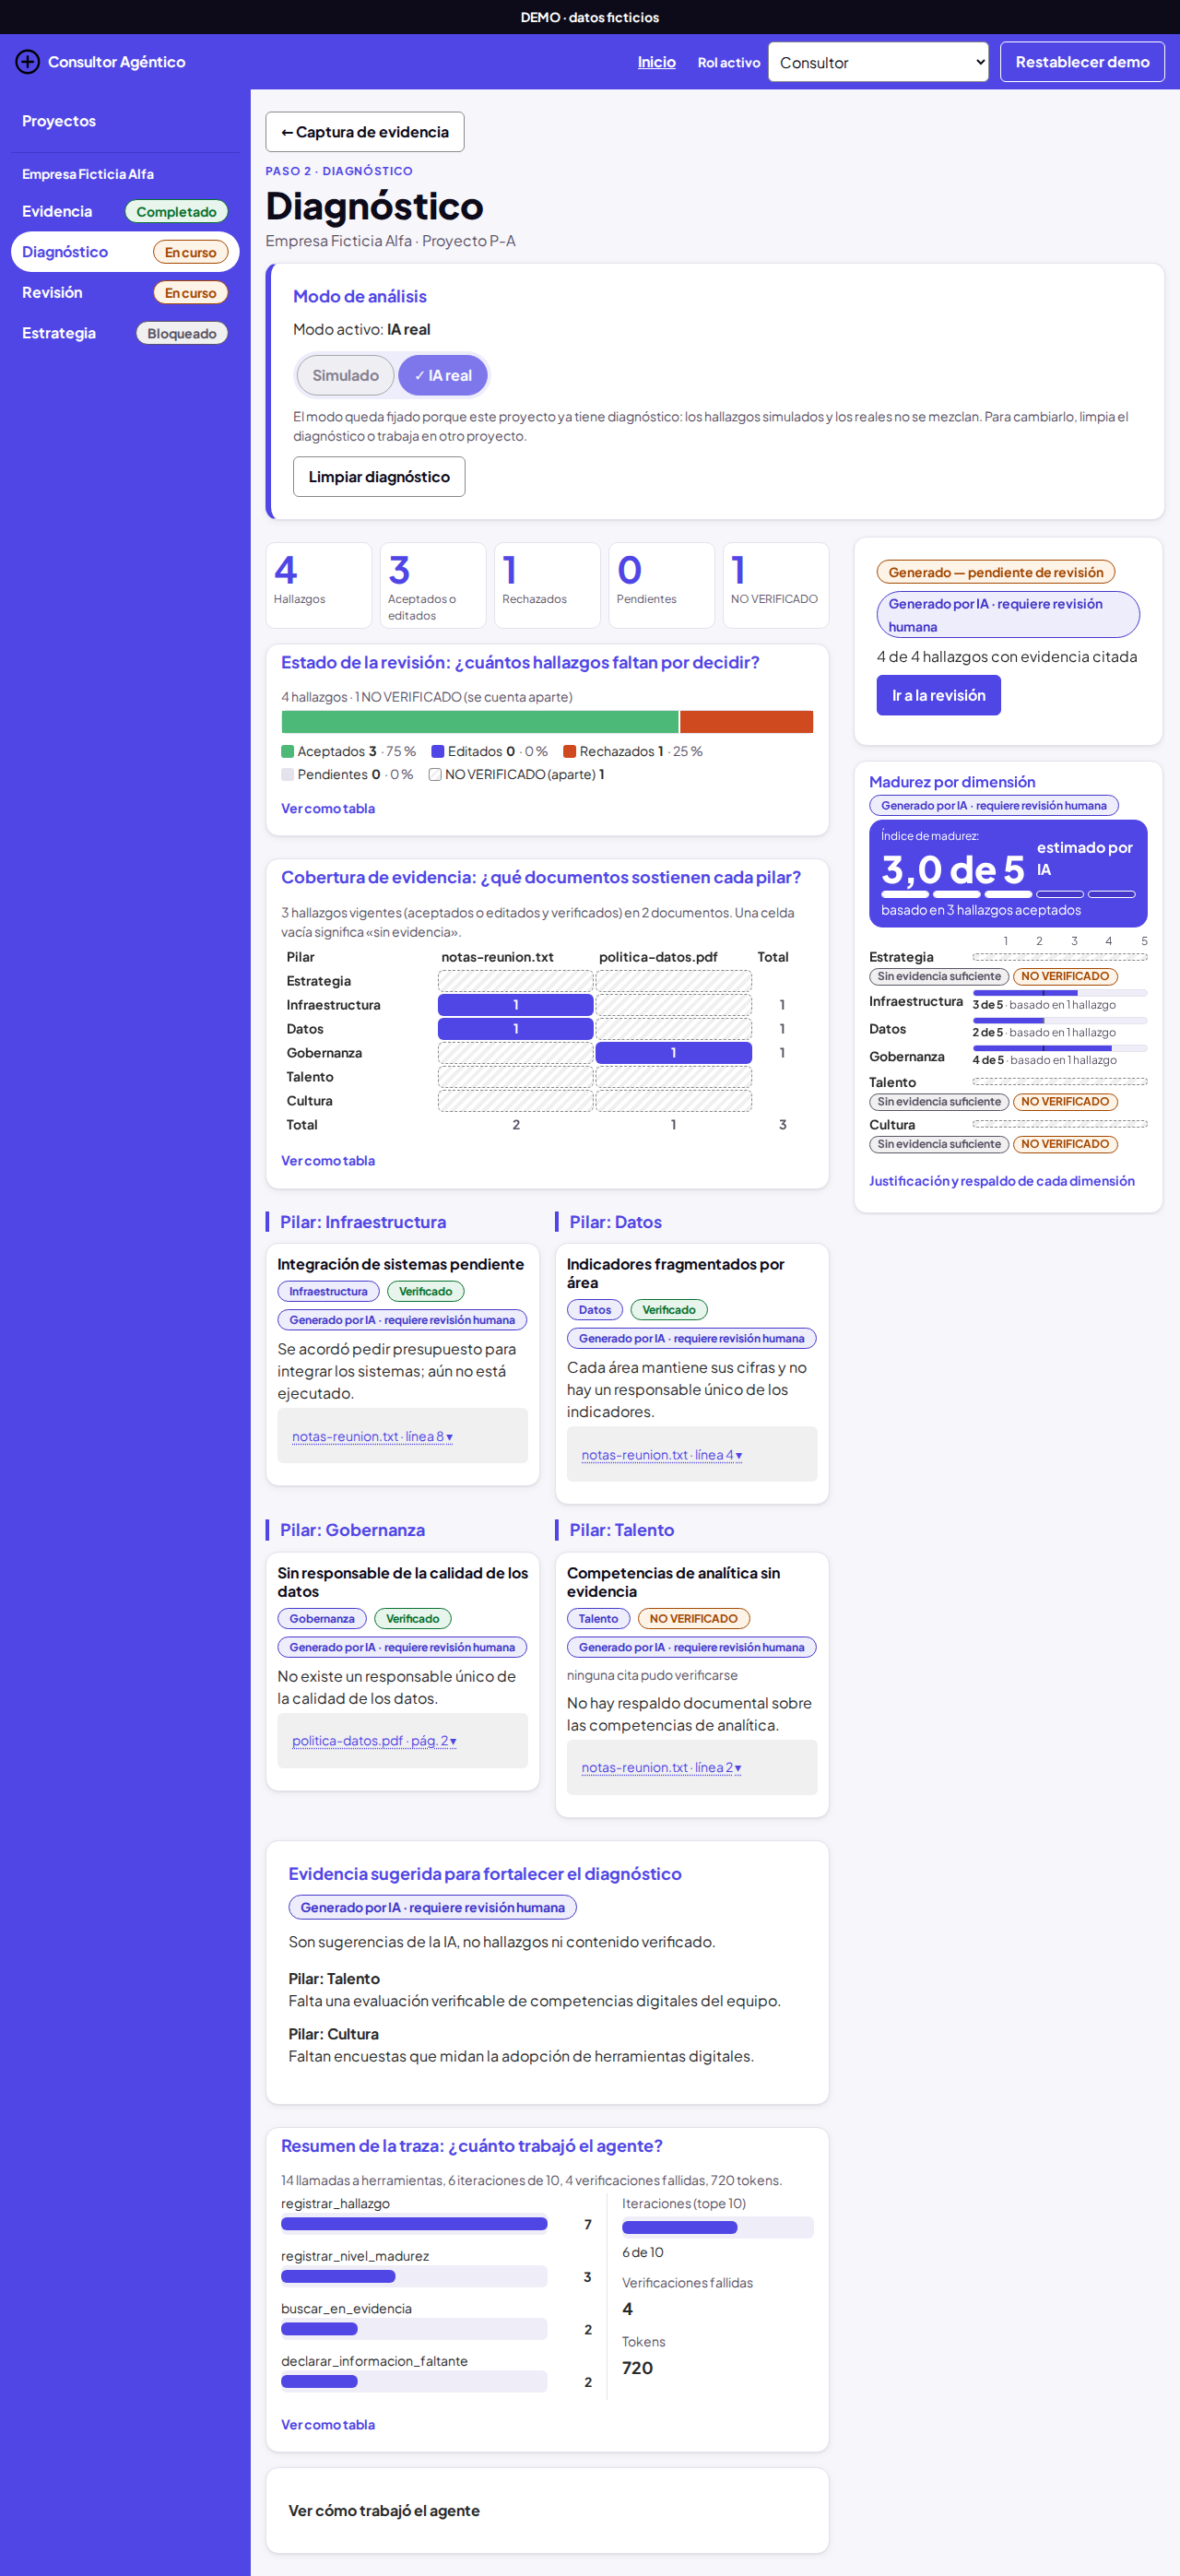 DEMO · datos ficticios
Consultor Agéntico
Inicio
Rol activo
Consultor
Restablecer demo
Proyectos
Empresa Ficticia Alfa
Evidencia
Completado
Diagnóstico
En curso
Revisión
En curso
Estrategia
Bloqueado
← Captura de evidencia
PASO 2 · DIAGNÓSTICO
Diagnóstico
Empresa Ficticia Alfa · Proyecto P-A
Modo de análisis
Modo activo: IA real
Simulado
✓ IA real
El modo queda fijado porque este proyecto ya tiene diagnóstico: los hallazgos simulados y los reales no se mezclan. Para cambiarlo, limpia el
diagnóstico o trabaja en otro proyecto.
Limpiar diagnóstico
4
Hallazgos
3
Aceptados o
editados
1
Rechazados
0
Pendientes
1
NO VERIFICADO
Estado de la revisión: ¿cuántos hallazgos faltan por decidir?
4 hallazgos · 1 NO VERIFICADO (se cuenta aparte)
Aceptados 3 · 75 %
Editados 0 · 0 %
Rechazados 1 · 25 %
Pendientes 0 · 0 %
NO VERIFICADO (aparte) 1
Ver como tabla
Cobertura de evidencia: ¿qué documentos sostienen cada pilar?
3 hallazgos vigentes (aceptados o editados y verificados) en 2 documentos. Una celda
vacía significa «sin evidencia».
Pilar notas-reunion.txt politica-datos.pdf Total
Estrategia
Infraestructura 1 1
Datos 1 1
Gobernanza 1 1
Talento
Cultura
Total 2 1 3
Ver como tabla
Pilar: Infraestructura
Integración de sistemas pendiente
Infraestructura
Verificado
Generado por IA · requiere revisión humana
Se acordó pedir presupuesto para
integrar los sistemas; aún no está
ejecutado.
notas-reunion.txt · línea 8 ▾
Pilar: Datos
Indicadores fragmentados por
área
Datos
Verificado
Generado por IA · requiere revisión humana
Cada área mantiene sus cifras y no
hay un responsable único de los
indicadores.
notas-reunion.txt · línea 4 ▾
Pilar: Gobernanza
Sin responsable de la calidad de los
datos
Gobernanza
Verificado
Generado por IA · requiere revisión humana
No existe un responsable único de
la calidad de los datos.
politica-datos.pdf · pág. 2 ▾
Pilar: Talento
Competencias de analítica sin
evidencia
Talento
NO VERIFICADO
Generado por IA · requiere revisión humana
ninguna cita pudo verificarse
No hay respaldo documental sobre
las competencias de analítica.
notas-reunion.txt · línea 2 ▾
Evidencia sugerida para fortalecer el diagnóstico
Generado por IA · requiere revisión humana
Son sugerencias de la IA, no hallazgos ni contenido verificado.
Pilar: Talento
Falta una evaluación verificable de competencias digitales del equipo.
Pilar: Cultura
Faltan encuestas que midan la adopción de herramientas digitales.
Resumen de la traza: ¿cuánto trabajó el agente?
14 llamadas a herramientas, 6 iteraciones de 10, 4 verificaciones fallidas, 720 tokens.
registrar_hallazgo
7
registrar_nivel_madurez
3
buscar_en_evidencia
2
declarar_informacion_faltante
2
Iteraciones (tope 10)
6 de 10
Verificaciones fallidas
4
Tokens
720
Ver como tabla
Ver cómo trabajó el agente
Generado — pendiente de revisión
Generado por IA · requiere revisión
humana
4 de 4 hallazgos con evidencia citada
Ir a la revisión
Madurez por dimensión
Generado por IA · requiere revisión humana
Índice de madurez:
3,0 de 5
estimado por
IA
basado en 3 hallazgos aceptados
1 2 3 4 5
Estrategia
Sin evidencia suficiente
NO VERIFICADO
Infraestructura
3 de 5 · basado en 1 hallazgo
Datos
2 de 5 · basado en 1 hallazgo
Gobernanza
4 de 5 · basado en 1 hallazgo
Talento
Sin evidencia suficiente
NO VERIFICADO
Cultura
Sin evidencia suficiente
NO VERIFICADO
Justificación y respaldo de cada dimensión